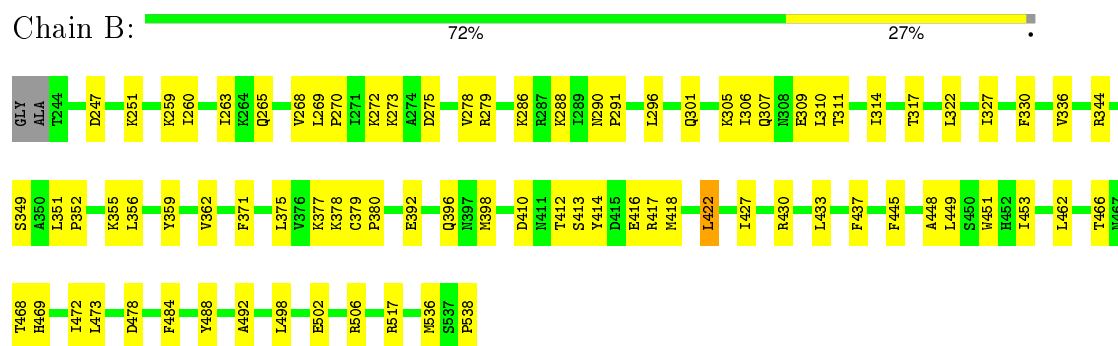 Chain B:
72% 27% •
GLY ALA T244 D247 K251 K259 I260 I263 K264 Q265 V268 L269 P270 I271 K272 K273 A274 D275 V278 R279 K286 R287 K288 I289 N290 P291 L296 Q301 K305 I306 Q307 N308 E309 L310 T311 I314 T317 L322 I327 F330 V336 R344
S349 A350 L351 P352 K355 L356 Y359 V362 F371 L375 V376 K377 K378 C379 P380 E392 Q396 N397 M398 D410 N411 T412 S413 Y414 D415 E416 R417 M418 L422 I427 R430 L433 F437 F445 A448 L449 S450 W451 H452 I453 L462 T466 N467
T468 H469 I472 L473 D478 F484 Y488 A492 L498 E502 R506 R517 M536 S537 P538